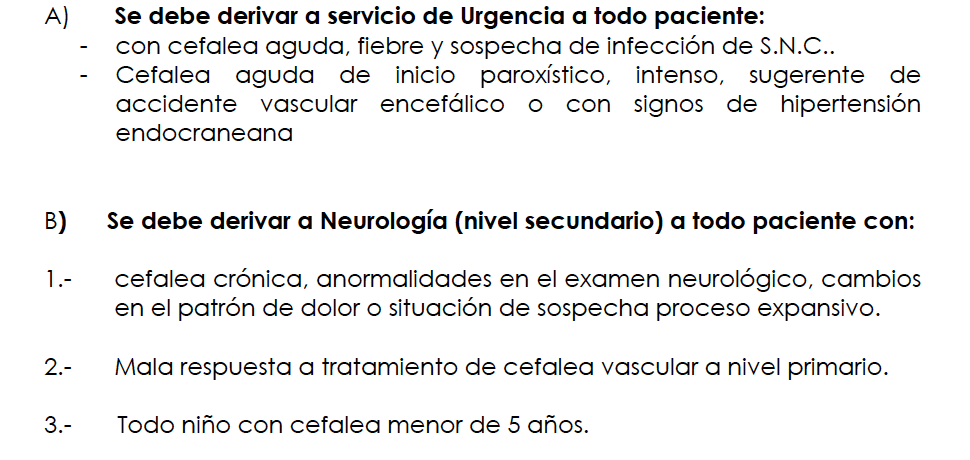 A) Se debe derivar a servicio de Urgencia a todo paciente:
- con cefalea aguda, fiebre y sospecha de infección de S.N.C..
- Cefalea aguda de inicio paroxístico, intenso, sugerente de
accidente vascular encefálico o con signos de hipertensión
endocraneana
B) Se debe derivar a Neurología (nivel secundario) a todo paciente con:
1.- cefalea crónica, anormalidades en el examen neurológico, cambios
en el patrón de dolor o situación de sospecha proceso expansivo.
2.- Mala respuesta a tratamiento de cefalea vascular a nivel primario.
3.- Todo niño con cefalea menor de 5 años.